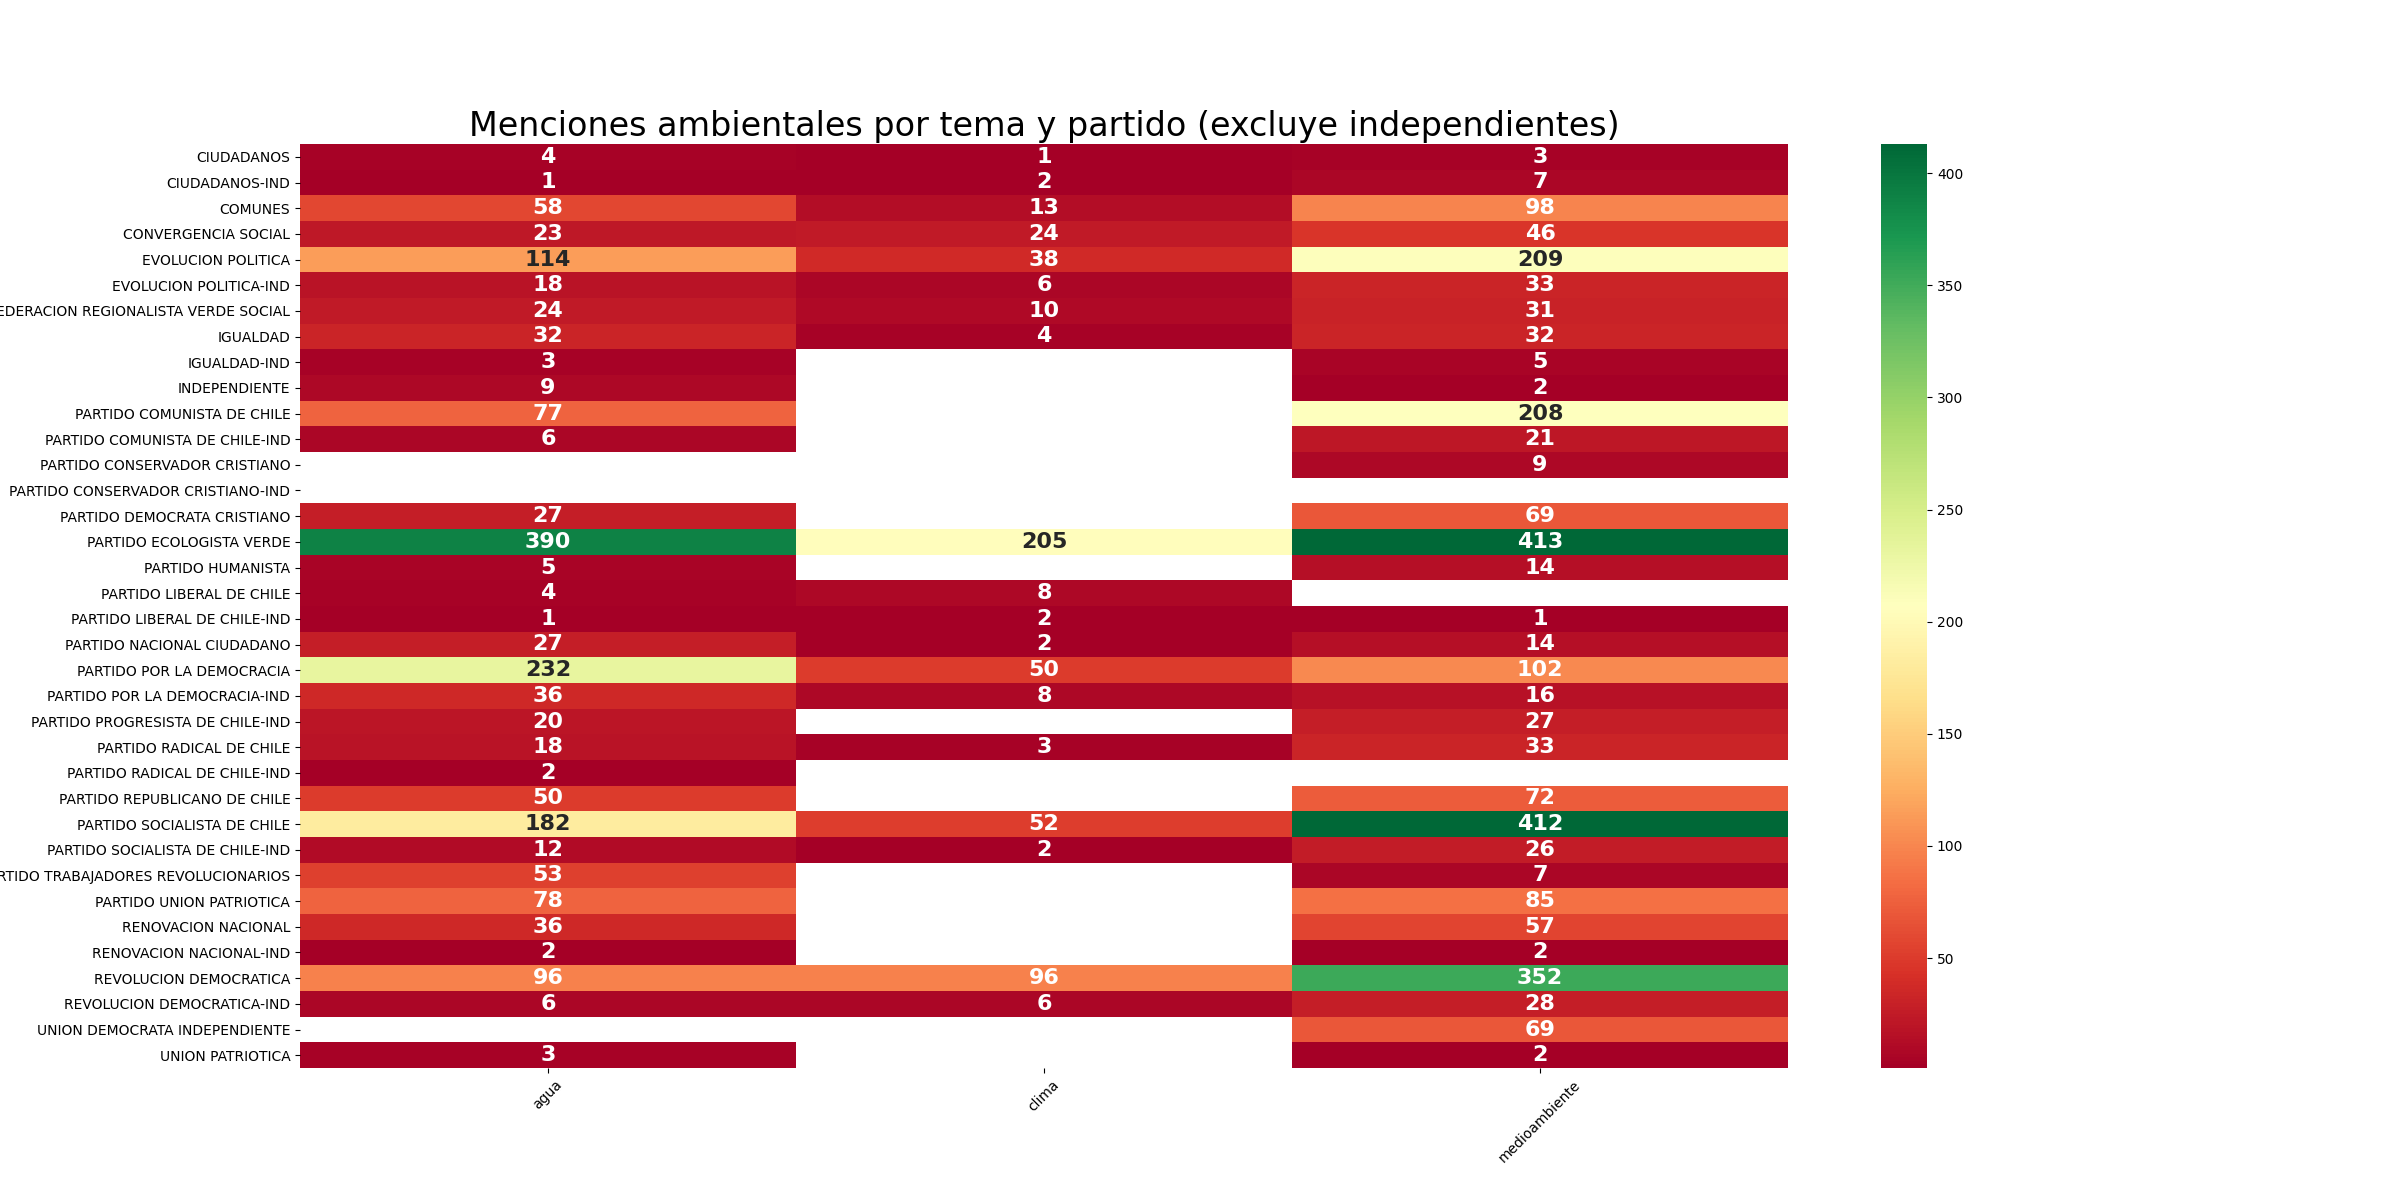 Menciones ambientales por tema y partido (excluye independientes)
CIUDADANOS 4 1 3
CIUDADANOS-IND 1 2 7
COMUNES 58 13 98
CONVERGENCIA SOCIAL 23 24 46
EVOLUCION POLITICA 114 38 209
EVOLUCION POLITICA-IND 18 6 33
EDERACION REGIONALISTA VERDE SOCIAL 24 10 31
IGUALDAD 32 4 32
IGUALDAD-IND 3 5
INDEPENDIENTE 9 2
PARTIDO COMUNISTA DE CHILE 77 208
PARTIDO COMUNISTA DE CHILE-IND 6 21
PARTIDO CONSERVADOR CRISTIANO 9
PARTIDO CONSERVADOR CRISTIANO-IND
PARTIDO DEMOCRATA CRISTIANO 27 69
PARTIDO ECOLOGISTA VERDE 390 205 413
PARTIDO HUMANISTA 5 14
PARTIDO LIBERAL DE CHILE 4 8
PARTIDO LIBERAL DE CHILE-IND 1 2 1
PARTIDO NACIONAL CIUDADANO 27 2 14
PARTIDO POR LA DEMOCRACIA 232 50 102
PARTIDO POR LA DEMOCRACIA-IND 36 8 16
PARTIDO PROGRESISTA DE CHILE-IND 20 27
PARTIDO RADICAL DE CHILE 18 3 33
PARTIDO RADICAL DE CHILE-IND 2
PARTIDO REPUBLICANO DE CHILE 50 72
PARTIDO SOCIALISTA DE CHILE 182 52 412
PARTIDO SOCIALISTA DE CHILE-IND 12 2 26
RTIDO TRABAJADORES REVOLUCIONARIOS 53 7
PARTIDO UNION PATRIOTICA 78 85
RENOVACION NACIONAL 36 57
RENOVACION NACIONAL-IND 2 2
REVOLUCION DEMOCRATICA 96 96 352
REVOLUCION DEMOCRATICA-IND 6 6 28
UNION DEMOCRATA INDEPENDIENTE 69
UNION PATRIOTICA 3 2
agua clima medioambiente
400
350
300
250
200
150
100
50